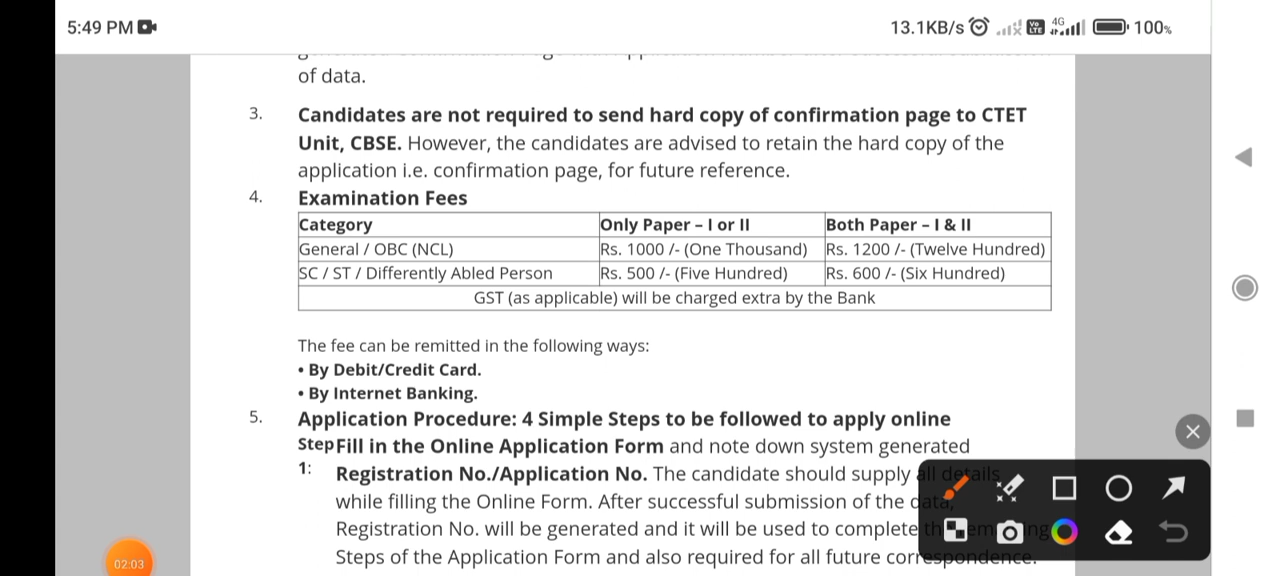 5:49 PM
13.1KB/s 4G 100%
of data.
3. Candidates are not required to send hard copy of confirmation page to CTET
Unit, CBSE. However, the candidates are advised to retain the hard copy of the
application i.e. confirmation page, for future reference.
4. Examination Fees
Category Only Paper – I or II Both Paper – I & II
General / OBC (NCL) Rs. 1000 /- (One Thousand) Rs. 1200 /- (Twelve Hundred)
SC / ST / Differently Abled Person Rs. 500 /- (Five Hundred) Rs. 600 /- (Six Hundred)
GST (as applicable) will be charged extra by the Bank
The fee can be remitted in the following ways:
• By Debit/Credit Card.
• By Internet Banking.
5. Application Procedure: 4 Simple Steps to be followed to apply online
Step Fill in the Online Application Form and note down system generated
1: Registration No./Application No. The candidate should supply all details
while filling the Online Form. After successful submission of the data,
Registration No. will be generated and it will be used to complete
Steps of the Application Form and also required for all future correspondence.
02:03